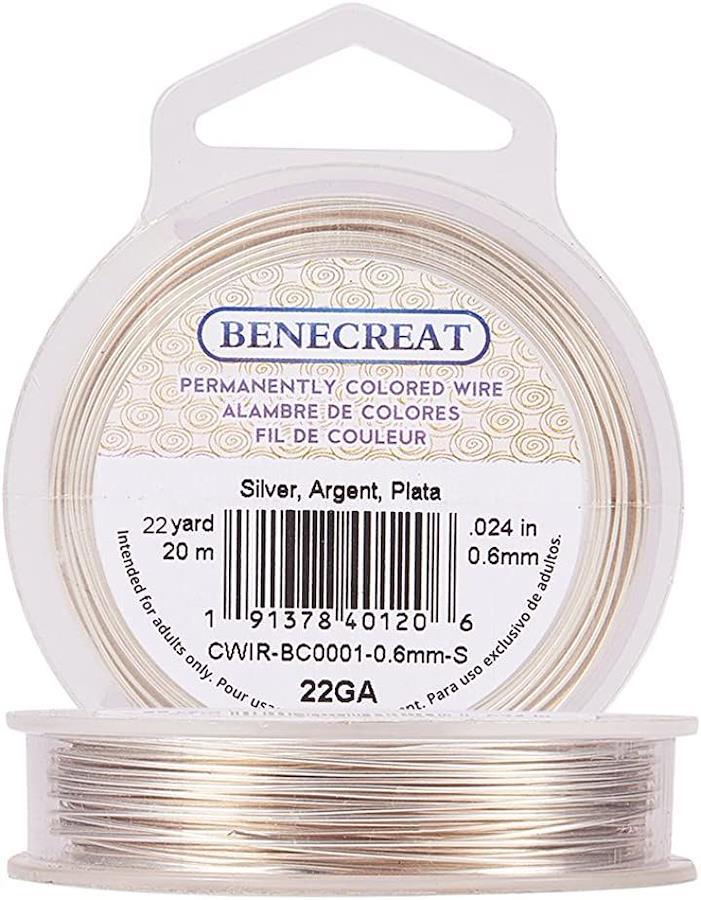 BENECREAT
PERMANENTLY COLORED WIRE
ALAMBRE DE COLORES
FIL DE COULEUR
Silver, Argent, Plata
22 yard
20 m
.024 in
0.6mm
1 91378 40120 6
CWIR-BC0001-0.6mm-S
22GA
Intended for adults only. Pour
Para uso exclusivo de adultos.